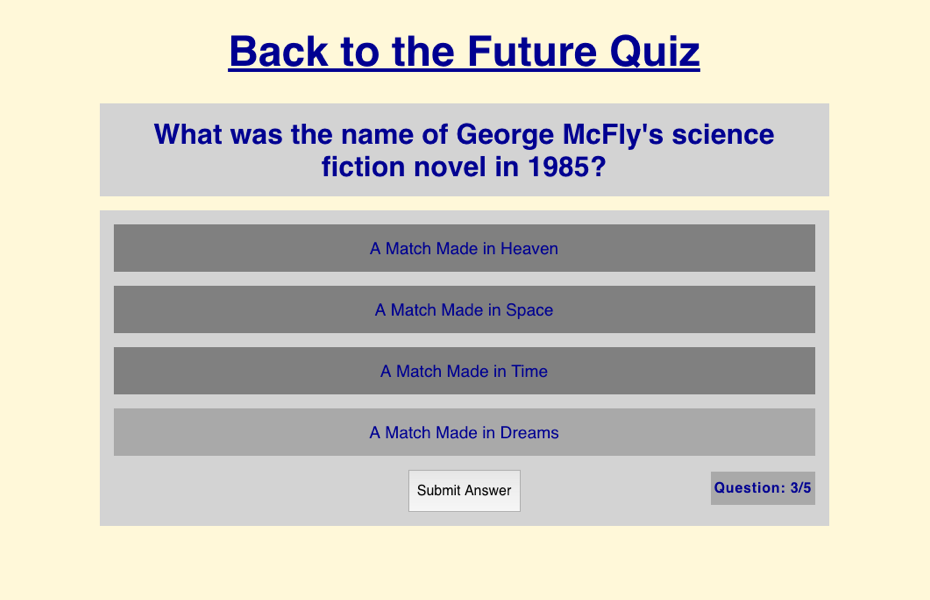 Back to the Future Quiz
What was the name of George McFly's science
fiction novel in 1985?
A Match Made in Heaven
A Match Made in Space
A Match Made in Time
A Match Made in Dreams
Submit Answer
Question: 3/5